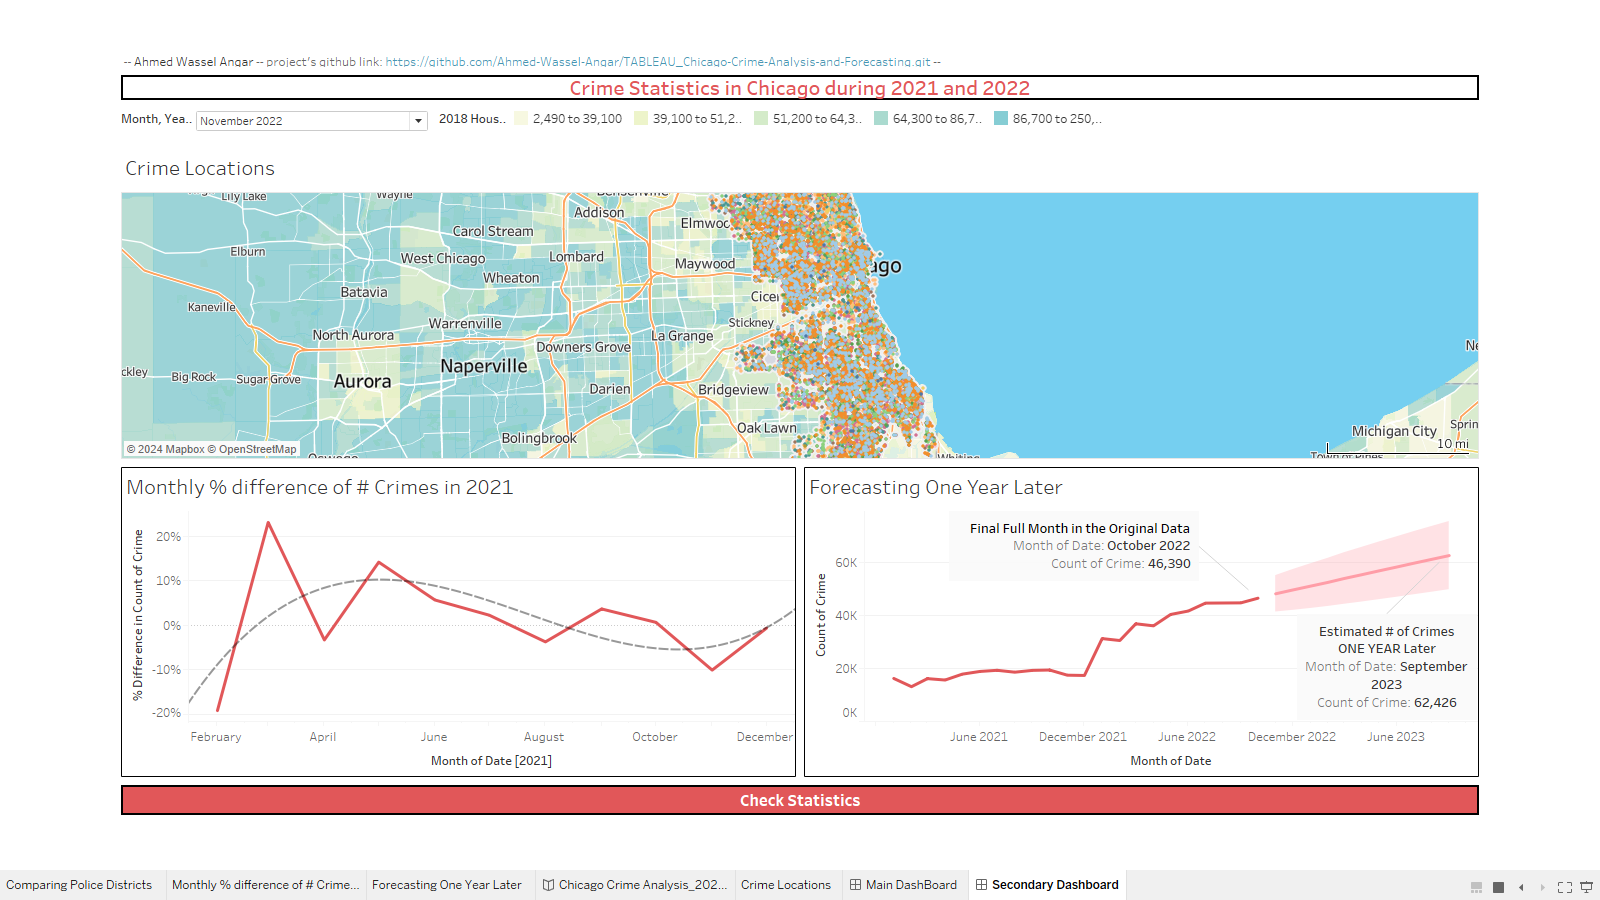 -- Ahmed Wassel Angar -- project's github link: https://github.com/Ahmed-Wassel-Angar/TABLEAU_Chicago-Crime-Analysis-and-Forecasting.git --
Crime Statistics in Chicago during 2021 and 2022
Month, Yea.. November 2022 2018 Hous.. 2,490 to 39,100 39,100 to 51,2.. 51,200 to 64,3.. 64,300 to 86,7.. 86,700 to 250,..
Crime Locations
Lily Lake
Wayne
Addison
Elmwoo
Carol Stream
Elburn
West Chicago
Lombard
Maywood
ago
Wheaton
Batavia
Cicer
Kaneville
Warrenville
Stickney
North Aurora
La Grange
Downers Grove
Ne
Naperville
ckley
Big Rock
Sugar Grove
Aurora
Darien
Bridgeview
Oak Lawn
Michigan City
Sprin
Bolingbrook
10 mi
© 2024 Mapbox © OpenStreetMap
Oswego
Whiting
Town of Pines
Monthly % difference of # Crimes in 2021
% Difference in Count of Crime
20%
10%
0%
-10%
-20%
February April June August October December
Month of Date [2021]
Forecasting One Year Later
Final Full Month in the Original Data
Month of Date: October 2022
Count of Crime: 46,390
Count of Crime
60K
40K
20K
0K
Estimated # of Crimes
ONE YEAR Later
Month of Date: September
2023
Count of Crime: 62,426
June 2021 December 2021 June 2022 December 2022 June 2023
Month of Date
Check Statistics
Comparing Police Districts Monthly % difference of # Crime... Forecasting One Year Later Chicago Crime Analysis_202... Crime Locations Main DashBoard Secondary Dashboard